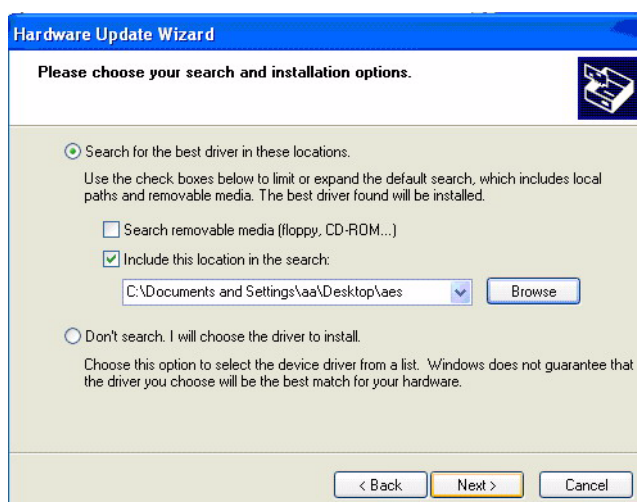 Hardware Update Wizard
Please choose your search and installation options.
Search for the best driver in these locations.
Use the check boxes below to limit or expand the default search, which includes local
paths and removable media. The best driver found will be installed.
Search removable media (floppy, CD-ROM...)
Include this location in the search:
C:\Documents and Settings\aa\Desktop\aes
Browse
Don't search. I will choose the driver to install.
Choose this option to select the device driver from a list. Windows does not guarantee that
the driver you choose will be the best match for your hardware.
< Back Next > Cancel